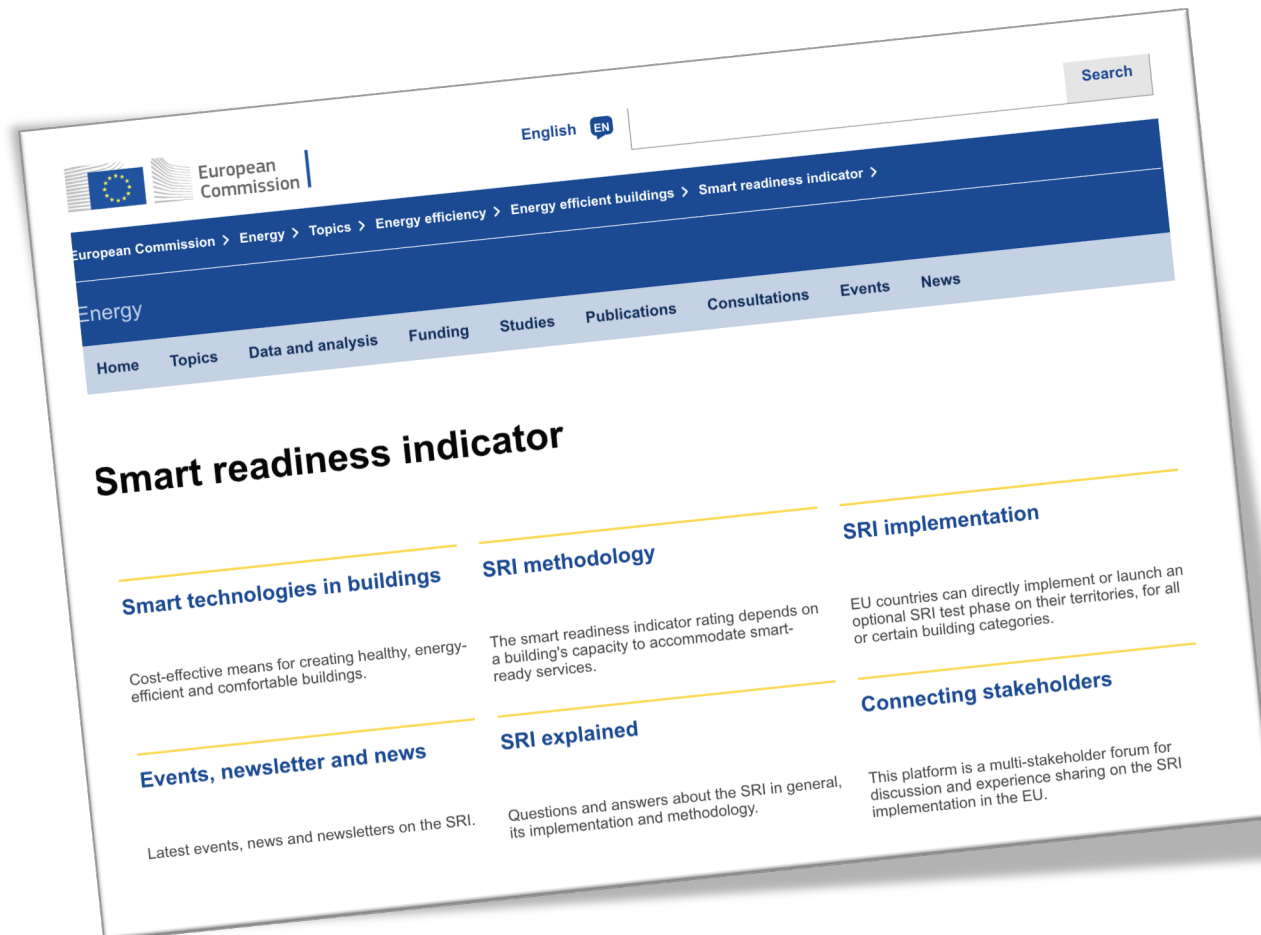 Search
English EN
European
Commission
European Commission > Energy > Topics > Energy efficiency > Energy efficient buildings > Smart readiness indicator >
Energy
Home Topics Data and analysis Funding Studies Publications Consultations Events News
Smart readiness indicator
Smart technologies in buildings
Cost-effective means for creating healthy, energy-
efficient and comfortable buildings.
SRI methodology
The smart readiness indicator rating depends on
a building's capacity to accommodate smart-
ready services.
SRI implementation
EU countries can directly implement or launch an
optional SRI test phase on their territories, for all
or certain building categories.
Events, newsletter and news
Latest events, news and newsletters on the SRI.
SRI explained
Questions and answers about the SRI in general,
its implementation and methodology.
Connecting stakeholders
This platform is a multi-stakeholder forum for
discussion and experience sharing on the SRI
implementation in the EU.